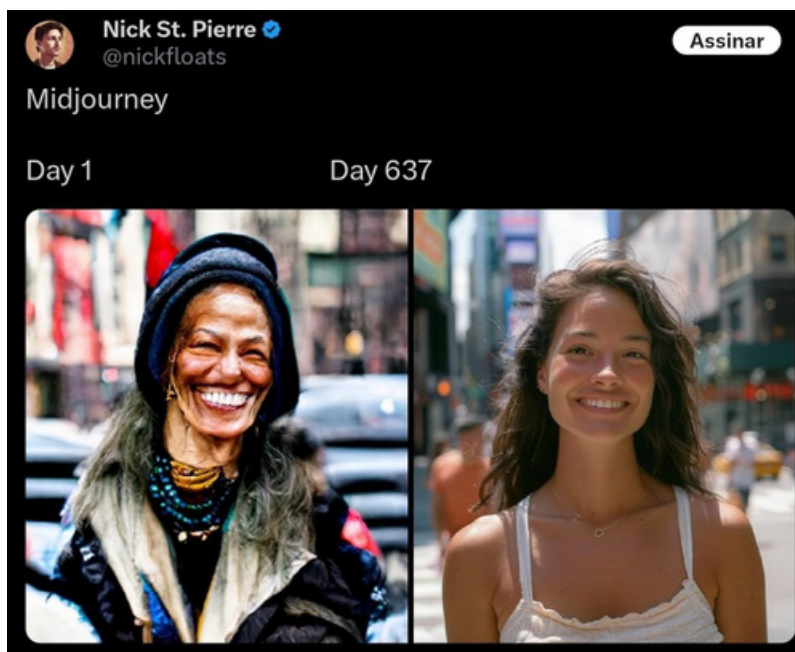 Nick St. Pierre
@nickfloats
Assinar
Midjourney
Day 1
Day 637